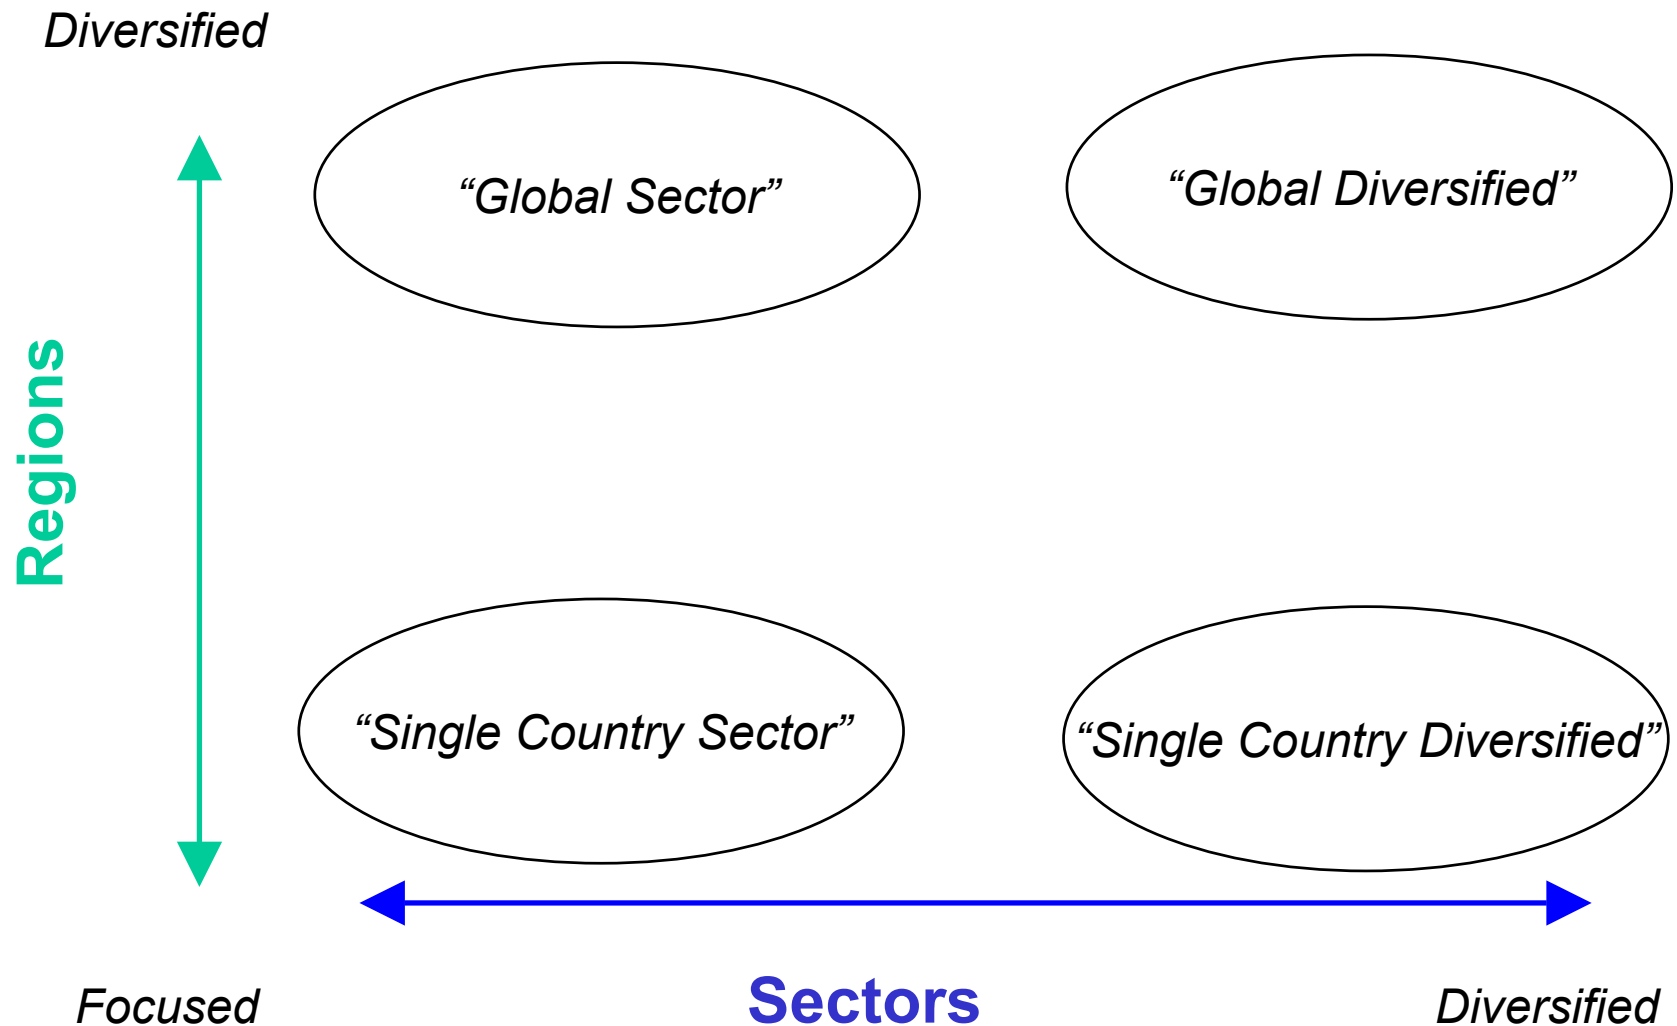 Diversified
“Global Sector”
“Global Diversified”
Regions
“Single Country Sector”
“Single Country Diversified”
Focused
Sectors
Diversified